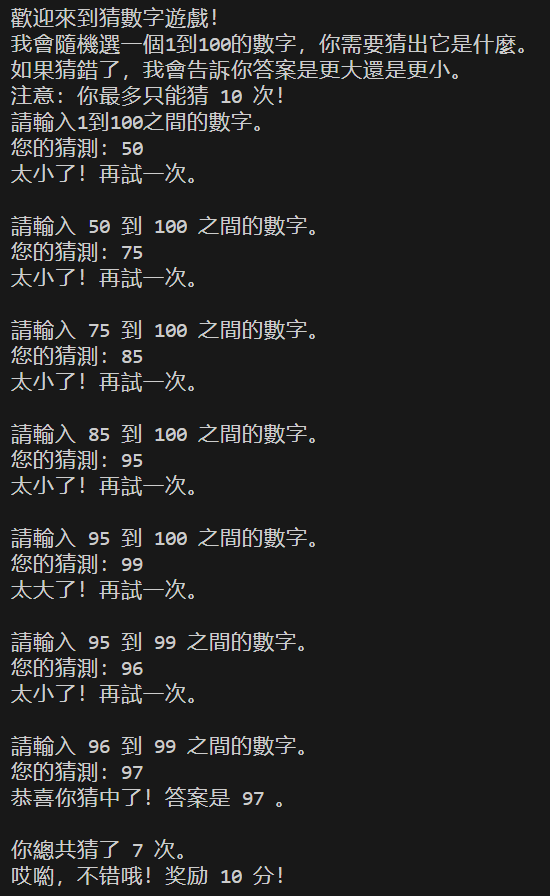 歡迎來到猜數字遊戲!
我會隨機選一個1到100的數字, 你需要猜出它是什麼。
如果猜錯了, 我會告訴你答案是更大還是更小。
注意: 你最多只能猜 10 次!
請輸入1到100之間的數字。
您的猜測: 50
太小了! 再試一次。
請輸入 50 到 100 之間的數字。
您的猜測: 75
太小了! 再試一次。
請輸入 75 到 100 之間的數字。
您的猜測: 85
太小了! 再試一次。
請輸入 85 到 100 之間的數字。
您的猜測: 95
太小了! 再試一次。
請輸入 95 到 100 之間的數字。
您的猜測: 99
太大了! 再試一次。
請輸入 95 到 99 之間的數字。
您的猜測: 96
太小了! 再試一次。
請輸入 96 到 99 之間的數字。
您的猜測: 97
恭喜你猜中了! 答案是 97 。
你總共猜了 7 次。
哎喲, 不错哦! 奖励 10 分!